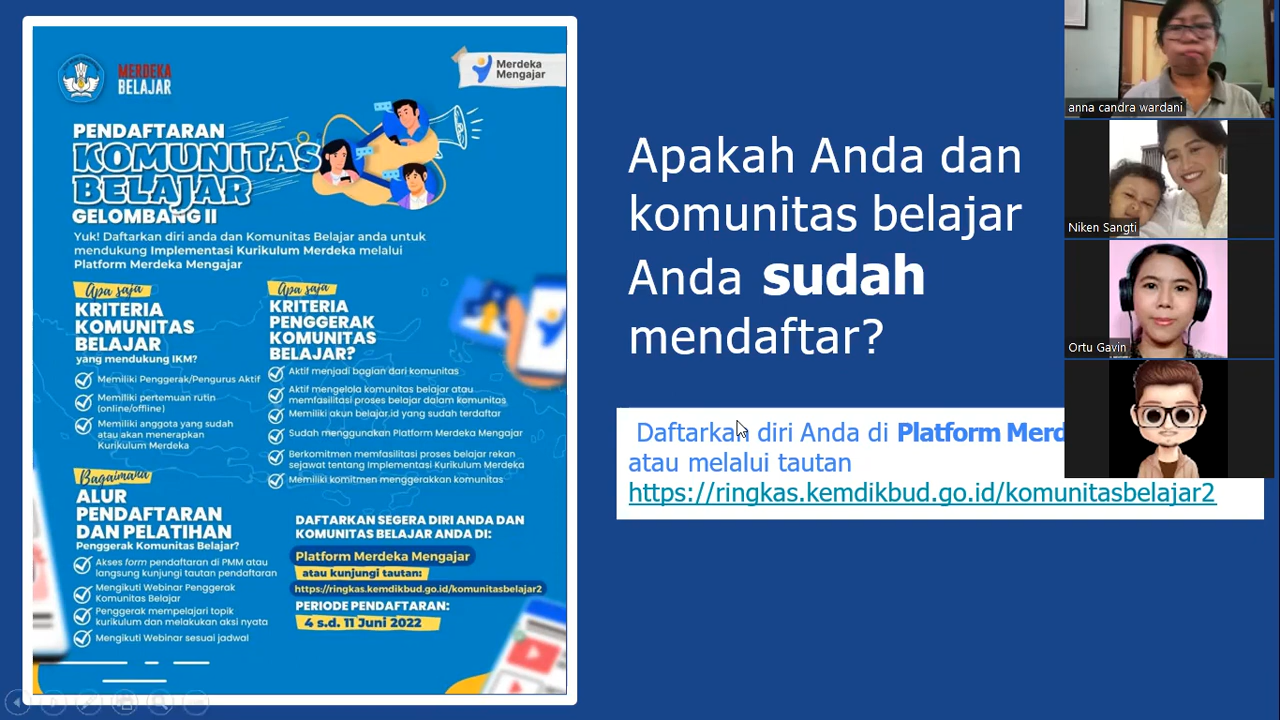 MERDEKA
BELAJAR
Merdeka
Mengajar
PENDAFTARAN
KOMUNITAS
BELAJAR
GELOMBANG II
Yuk! Daftarkan diri anda dan Komunitas Belajar anda untuk
mendukung Implementasi Kurikulum Merdeka melalui
Platform Merdeka Mengajar
Apa saja
KRITERIA
KOMUNITAS
BELAJAR
yang mendukung IKM?
Memiliki Penggerak/Pengurus Aktif
Memiliki pertemuan rutin
(online/offline)
Memiliki anggota yang sudah
atau akan menerapkan
Kurikulum Merdeka
Apa saja
KRITERIA
PENGGERAK
KOMUNITAS
BELAJAR?
Aktif menjadi bagian dari komunitas
Aktif mengelola komunitas belajar atau
memfasilitasi proses belajar dalam komunitas
Memiliki akun belajar.id yang sudah terdaftar
Sudah menggunakan Platform Merdeka Mengajar
Berkomitmen memfasilitasi proses belajar rekan
sejawat tentang Implementasi Kurikulum Merdeka
Memiliki komitmen menggerakkan komunitas
Bagaimana
ALUR
PENDAFTARAN
DAN PELATIHAN
Penggerak Komunitas Belajar?
Akses form pendaftaran di PMM atau
langsung kunjungi tautan pendaftaran
Mengikuti Webinar Penggerak
Komunitas Belajar
Penggerak mempelajari topik
kurikulum dan melakukan aksi nyata
Mengikuti Webinar sesuai jadwal
DAFTARKAN SEGERA DIRI ANDA DAN
KOMUNITAS BELAJAR ANDA DI:
Platform Merdeka Mengajar
atau kunjungi tautan:
https://ringkas.kemdikbud.go.id/komunitasbelajar2
PERIODE PENDAFTARAN:
4 s.d. 11 Juni 2022
Apakah Anda dan
komunitas belajar
Anda sudah
mendaftar?
Daftarkan diri Anda di Platform Merd
atau melalui tautan
https://ringkas.kemdikbud.go.id/komunitasbelajar2
anna candra wardani
Niken Sangti
Ortu Gavin